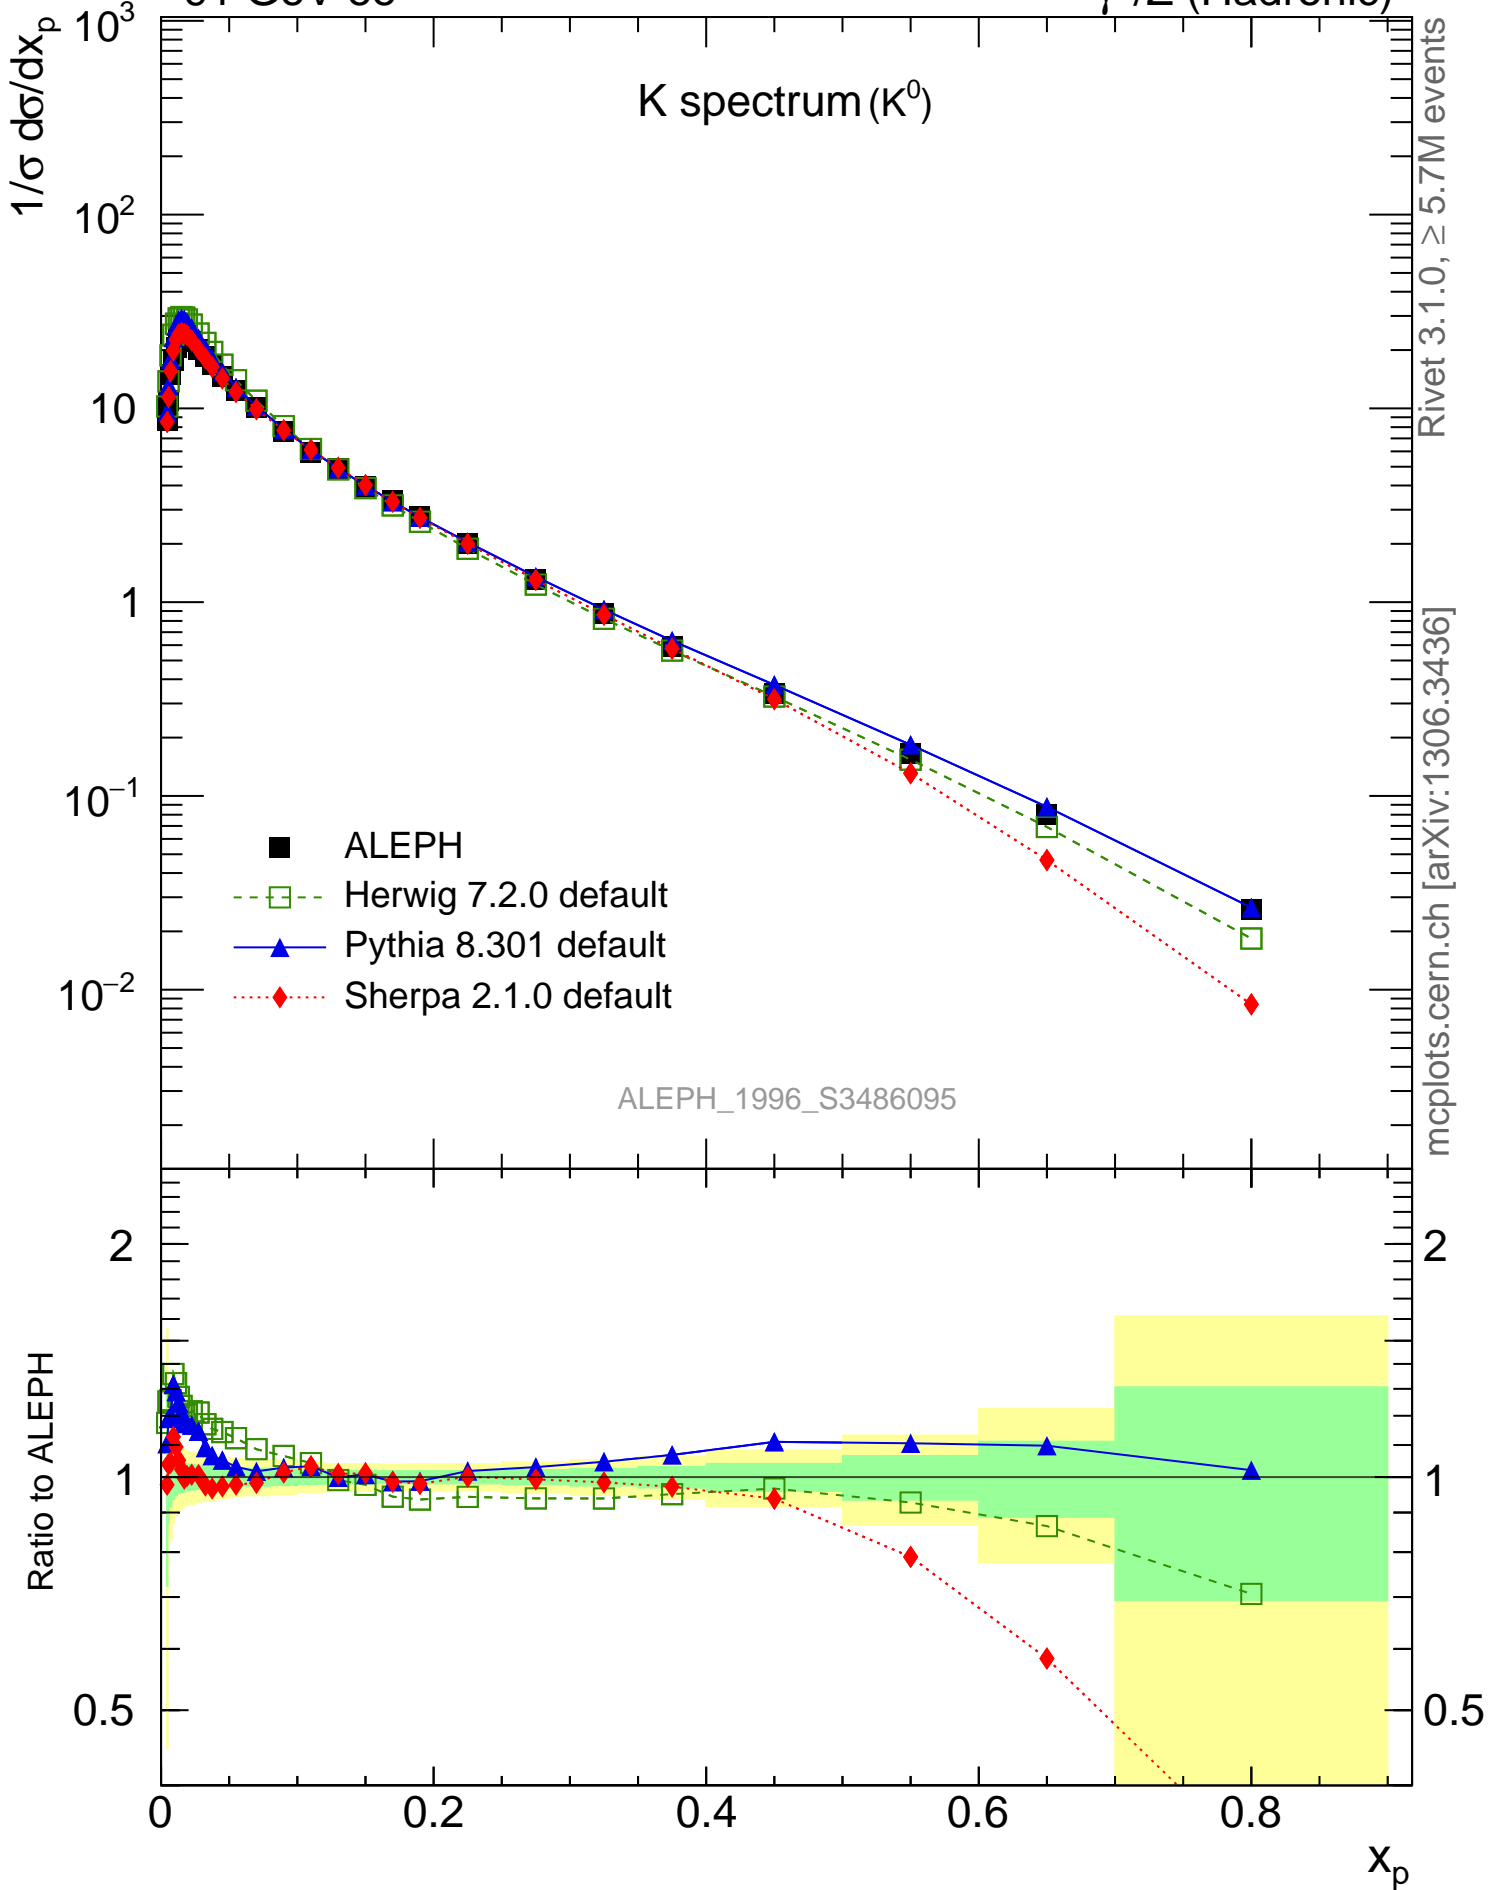 K spectrum (K⁰)
1/σ dσ/dxₚ
10³
10²
10
1
10⁻¹
10⁻²
ALEPH
Herwig 7.2.0 default
Pythia 8.301 default
Sherpa 2.1.0 default
ALEPH_1996_S3486095
Rivet 3.1.0, ≥ 5.7M events
mcplots.cern.ch [arXiv:1306.3436]
Ratio to ALEPH
2
1
0.5
2
1
0.5
0 0.2 0.4 0.6 0.8
xₚ